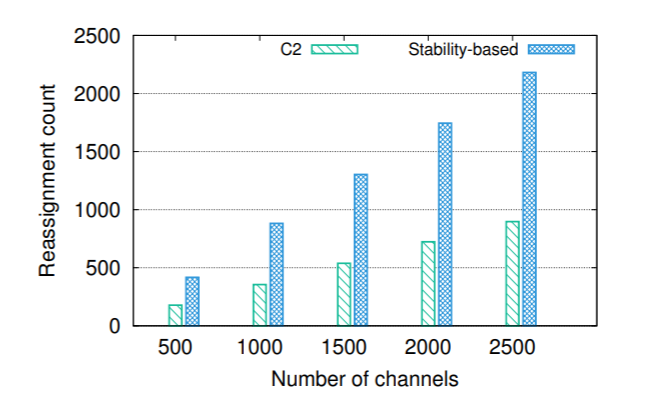 2500
C2
Stability-based
2000
1500
1000
500
0
Reassignment count
500 1000 1500 2000 2500
Number of channels